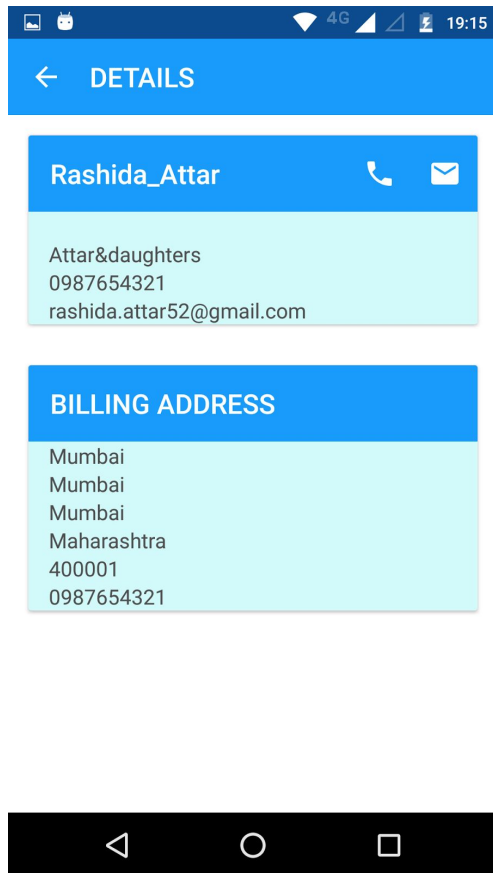 4G 19:15
DETAILS
Rashida_Attar
Attar&daughters
0987654321
rashida.attar52@gmail.com
BILLING ADDRESS
Mumbai
Mumbai
Mumbai
Maharashtra
400001
0987654321